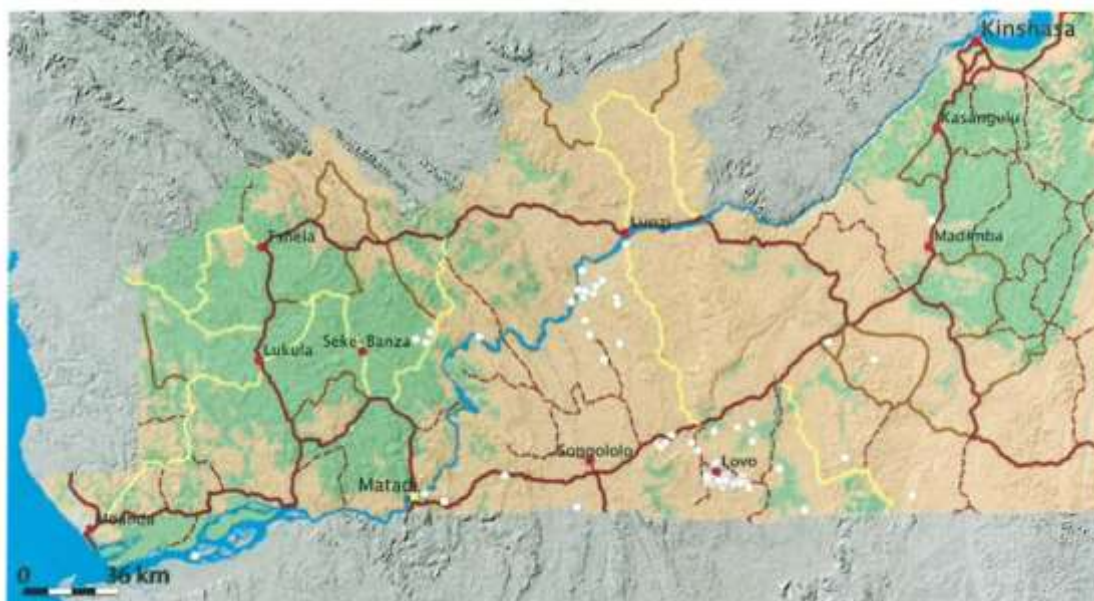 Kinshasa
Kasangulu
Luozi
Tshela
Madimba
Seke-Banza
Lukula
Songololo
Lovo
Matadi
Moanda
0 36 km